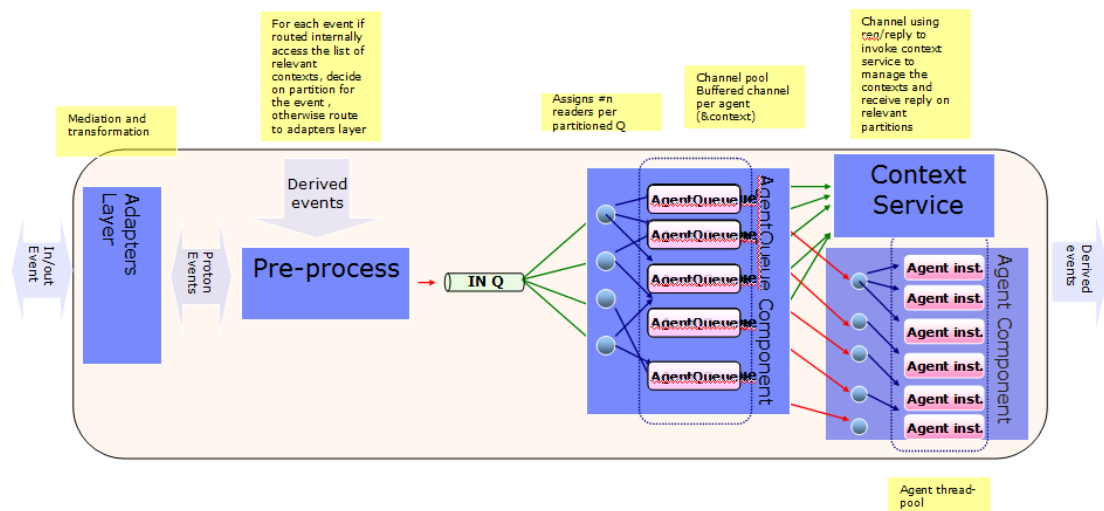 For each event if
routed internally
access the list of
relevant
contexts, decide
on partition for
the event ,
otherwise route
to adapters layer
Channel using
req/reply to
invoke context
service to
manage the
contexts and
receive reply on
relevant
partitions
Channel pool
Buffered channel
per agent
(&context)
Assigns #n
readers per
partitioned Q
Mediation and
transformation
In/out
Event
Adapters
Layer
Proton
Events
Derived
events
Pre-process
IN Q
AgentQueue
AgentQueue
AgentQueue
AgentQueue
AgentQueue
AgentQueue Component
Context
Service
Agent inst.
Agent inst.
Agent inst.
Agent inst.
Agent inst.
Agent inst.
Agent Component
Derived
events
Agent thread-
pool